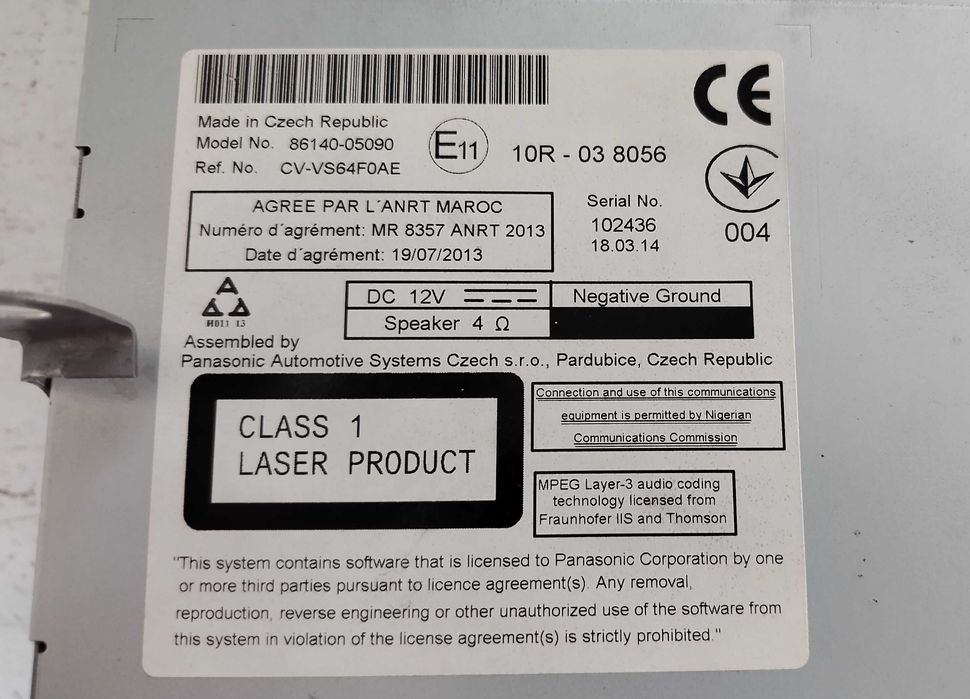 CE
Made in Czech Republic
Model No. 86140-05090
Ref. No. CV-VS64F0AE
E11
10R - 03 8056
AGREE PAR L´ANRT MAROC
Numéro d´agrément: MR 8357 ANRT 2013
Date d´agrément: 19/07/2013
Serial No.
102436
18.03.14
004
H011 13
DC 12V
Negative Ground
Speaker 4 Ω
Assembled by
Panasonic Automotive Systems Czech s.r.o., Pardubice, Czech Republic
CLASS 1
LASER PRODUCT
Connection and use of this communications
equipment is permitted by Nigerian
Communications Commission
MPEG Layer-3 audio coding
technology licensed from
Fraunhofer IIS and Thomson
"This system contains software that is licensed to Panasonic Corporation by one
or more third parties pursuant to licence agreement(s). Any removal,
reproduction, reverse engineering or other unauthorized use of the software from
this system in violation of the license agreement(s) is strictly prohibited."